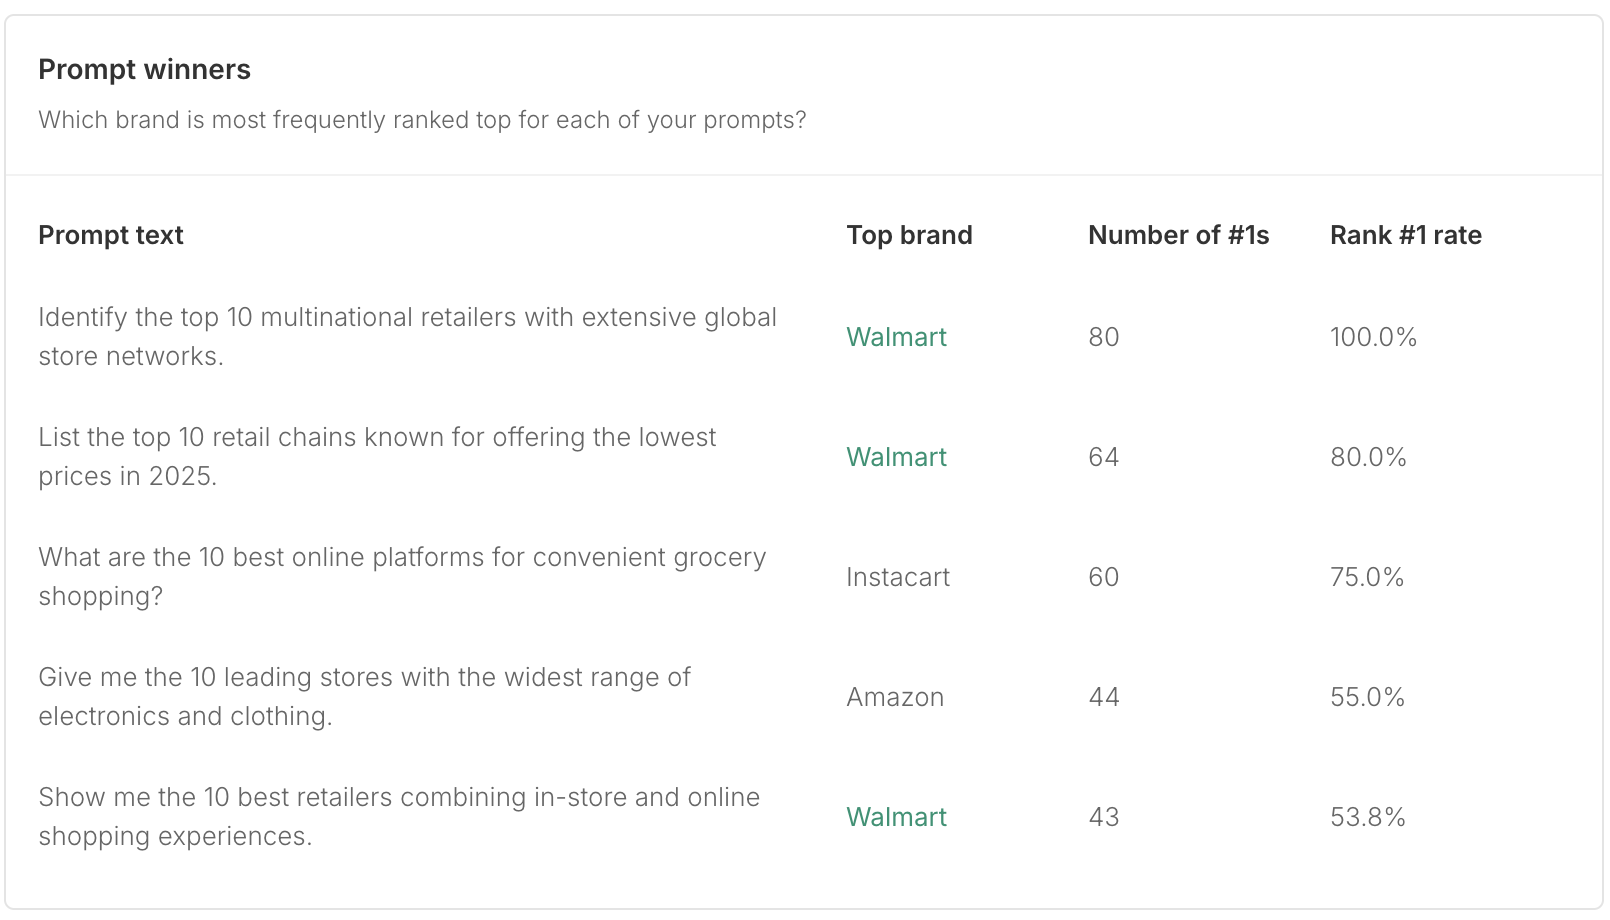 Prompt winners
Which brand is most frequently ranked top for each of your prompts?
Prompt text Top brand Number of #1s Rank #1 rate
Identify the top 10 multinational retailers with extensive global
store networks.
Walmart 80 100.0%
List the top 10 retail chains known for offering the lowest
prices in 2025.
Walmart 64 80.0%
What are the 10 best online platforms for convenient grocery
shopping?
Instacart 60 75.0%
Give me the 10 leading stores with the widest range of
electronics and clothing.
Amazon 44 55.0%
Show me the 10 best retailers combining in-store and online
shopping experiences.
Walmart 43 53.8%